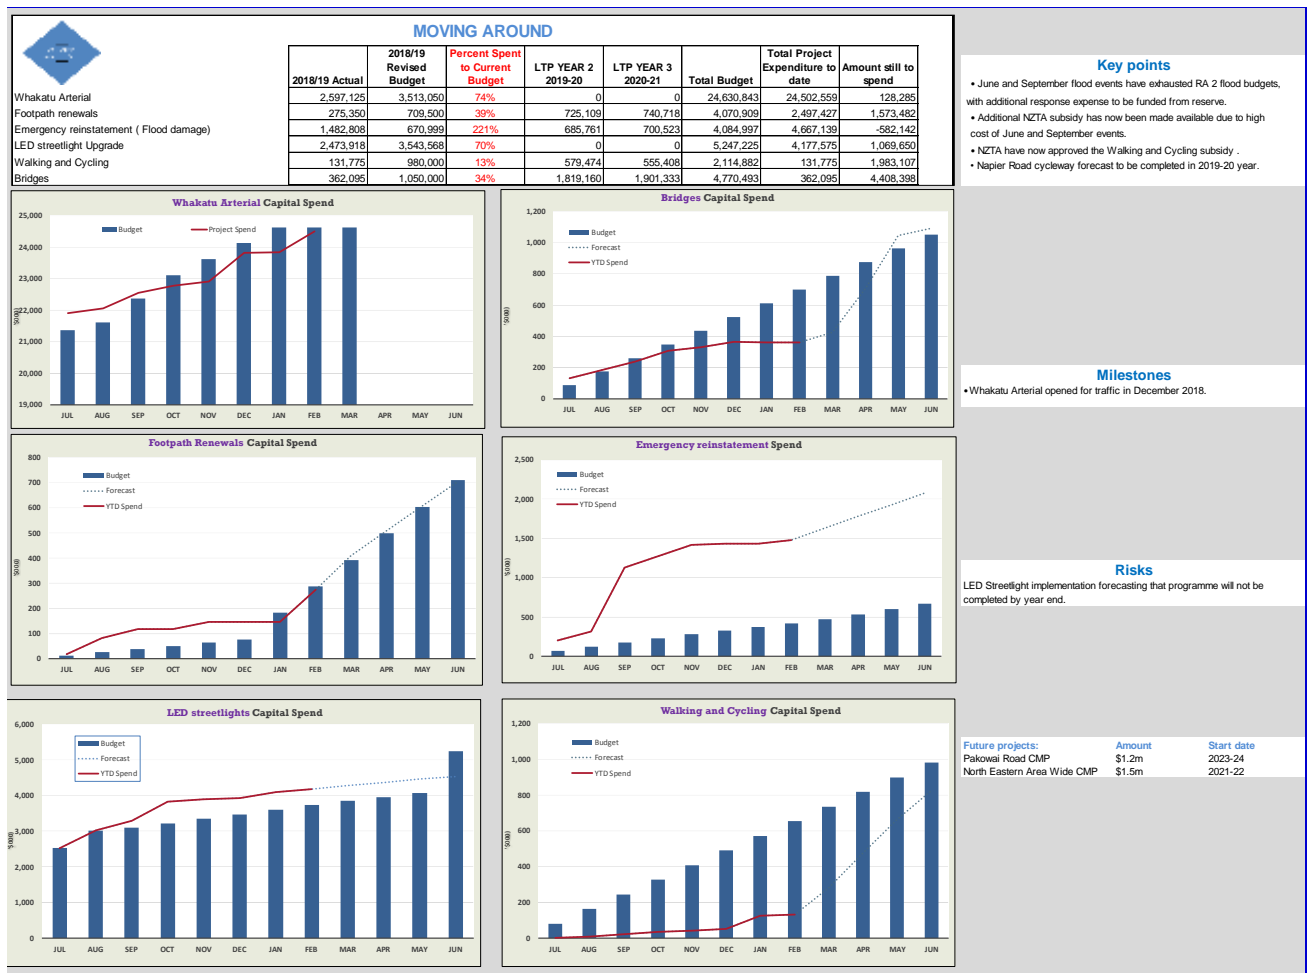 MOVING AROUND
2018/19 Actual 2018/19 Revised Budget Percent Spent to Current Budget LTP YEAR 2 2019-20 LTP YEAR 3 2020-21 Total Budget Total Project Expenditure to date Amount still to spend
Whakatu Arterial 2,597,125 3,513,050 74% 0 0 24,630,843 24,502,559 128,285
Footpath renewals 275,350 709,500 39% 725,109 740,718 4,070,909 2,497,427 1,573,482
Emergency reinstatement ( Flood damage) 1,482,808 670,999 221% 685,761 700,523 4,084,997 4,667,139 -582,142
LED streetlight Upgrade 2,473,918 3,543,568 70% 0 0 5,247,225 4,177,575 1,069,650
Walking and Cycling 131,775 980,000 13% 579,474 555,408 2,114,882 131,775 1,983,107
Bridges 362,095 1,050,000 34% 1,819,160 1,901,333 4,770,493 362,095 4,408,398
Key points
• June and September flood events have exhausted RA 2 flood budgets,
with additional response expense to be funded from reserve.
• Additional NZTA subsidy has now been made available due to high
cost of June and September events.
• NZTA have now approved the Walking and Cycling subsidy .
• Napier Road cycleway forecast to be completed in 2019-20 year.
Whakatu Arterial Capital Spend
Budget Project Spend
25,000
24,000
23,000
22,000
21,000
20,000
19,000
($000)
JUL AUG SEP OCT NOV DEC JAN FEB MAR APR MAY JUN
Bridges Capital Spend
Budget
Forecast
YTD Spend
1,200
1,000
800
600
400
200
0
($000)
JUL AUG SEP OCT NOV DEC JAN FEB MAR APR MAY JUN
Milestones
• Whakatu Arterial opened for traffic in December 2018.
Footpath Renewals Capital Spend
Budget
Forecast
YTD Spend
800
700
600
500
400
300
200
100
0
($000)
JUL AUG SEP OCT NOV DEC JAN FEB MAR APR MAY JUN
Emergency reinstatement Spend
Budget
Forecast
YTD Spend
2,500
2,000
1,500
1,000
500
0
($000)
JUL AUG SEP OCT NOV DEC JAN FEB MAR APR MAY JUN
Risks
LED Streetlight implementation forecasting that programme will not be
completed by year end.
LED streetlights Capital Spend
Budget
Forecast
YTD Spend
6,000
5,000
4,000
3,000
2,000
1,000
0
($000)
JUL AUG SEP OCT NOV DEC JAN FEB MAR APR MAY JUN
Walking and Cycling Capital Spend
Budget
Forecast
YTD Spend
1,200
1,000
800
600
400
200
0
($000)
JUL AUG SEP OCT NOV DEC JAN FEB MAR APR MAY JUN
Future projects: Amount Start date
Pakowai Road CMP $1.2m 2023-24
North Eastern Area Wide CMP $1.5m 2021-22